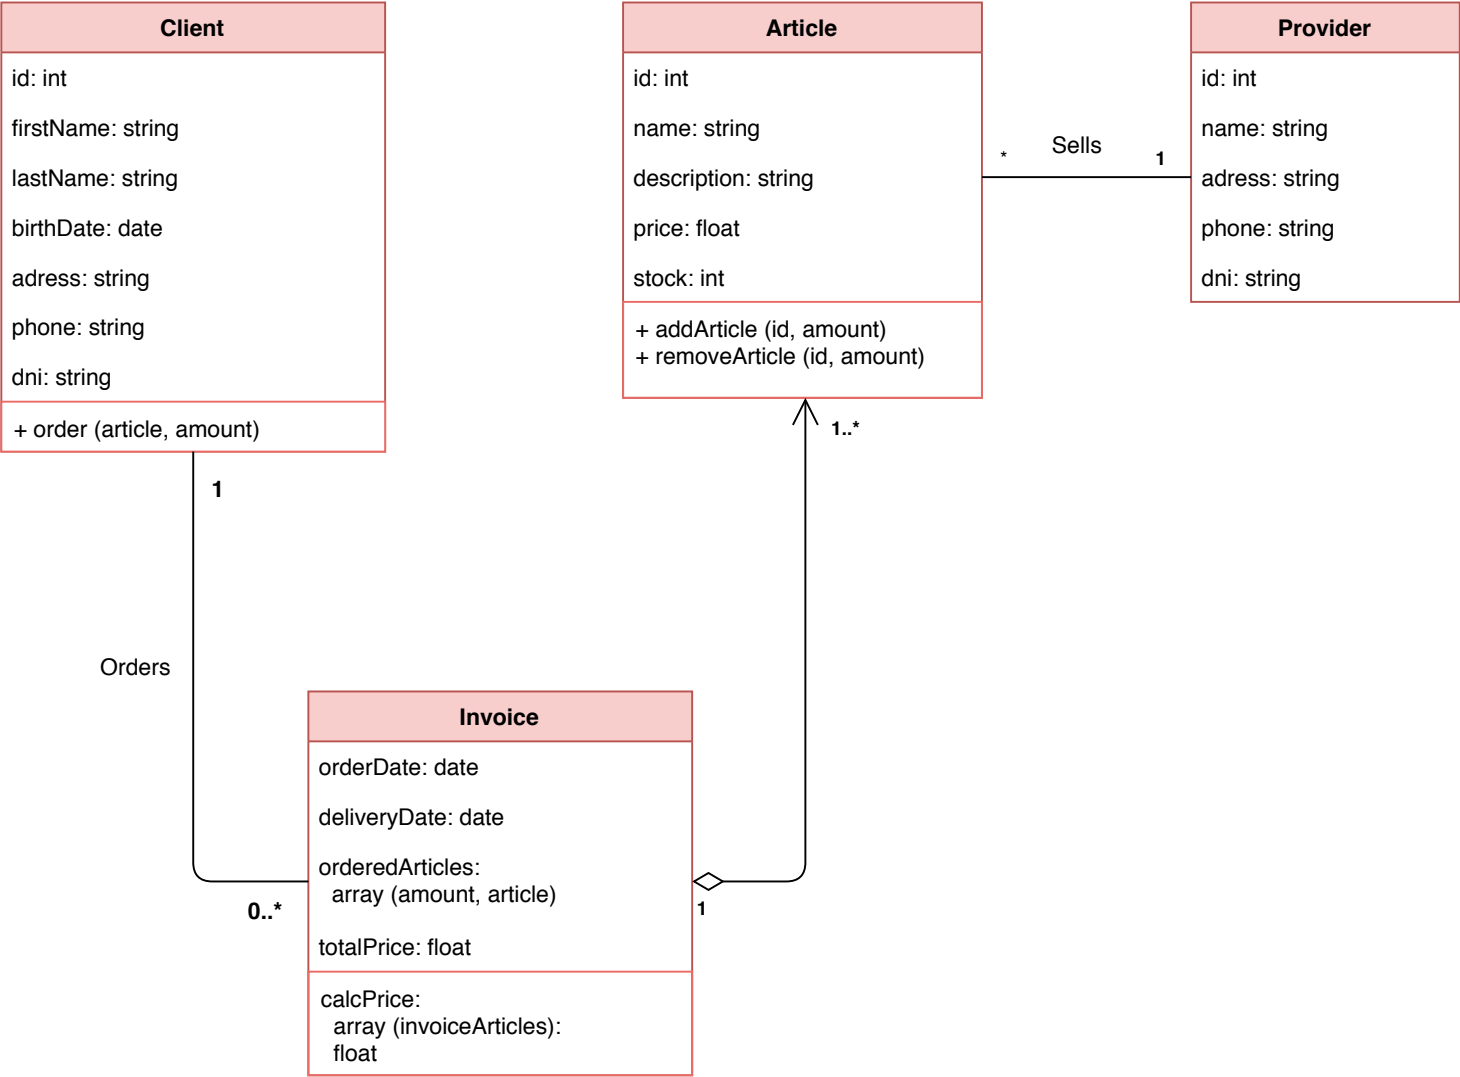 Client
id: int
firstName: string
lastName: string
birthDate: date
adress: string
phone: string
dni: string
+ order (article, amount)
Article
id: int
name: string
description: string
price: float
stock: int
+ addArticle (id, amount)
+ removeArticle (id, amount)
*
Sells
1
Provider
id: int
name: string
adress: string
phone: string
dni: string
1
1..*
Orders
0..*
Invoice
orderDate: date
deliveryDate: date
orderedArticles:
array (amount, article)
totalPrice: float
calcPrice:
array (invoiceArticles):
float
1